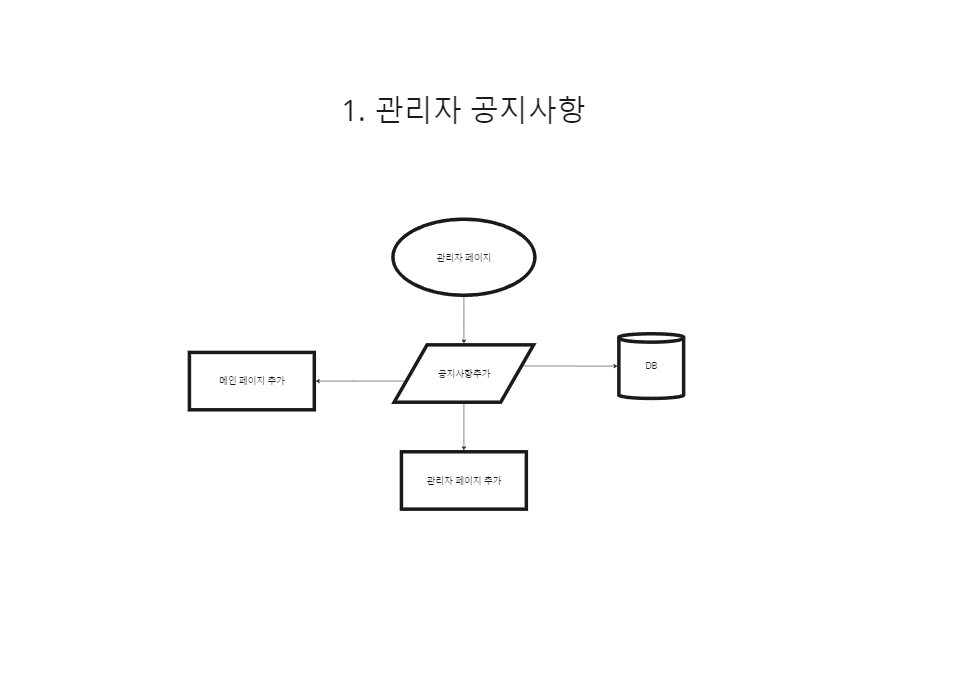 1. 관리자 공지사항
관리자 페이지
메인 페이지 추가
공지사항추가
DB
관리자 페이지 추가